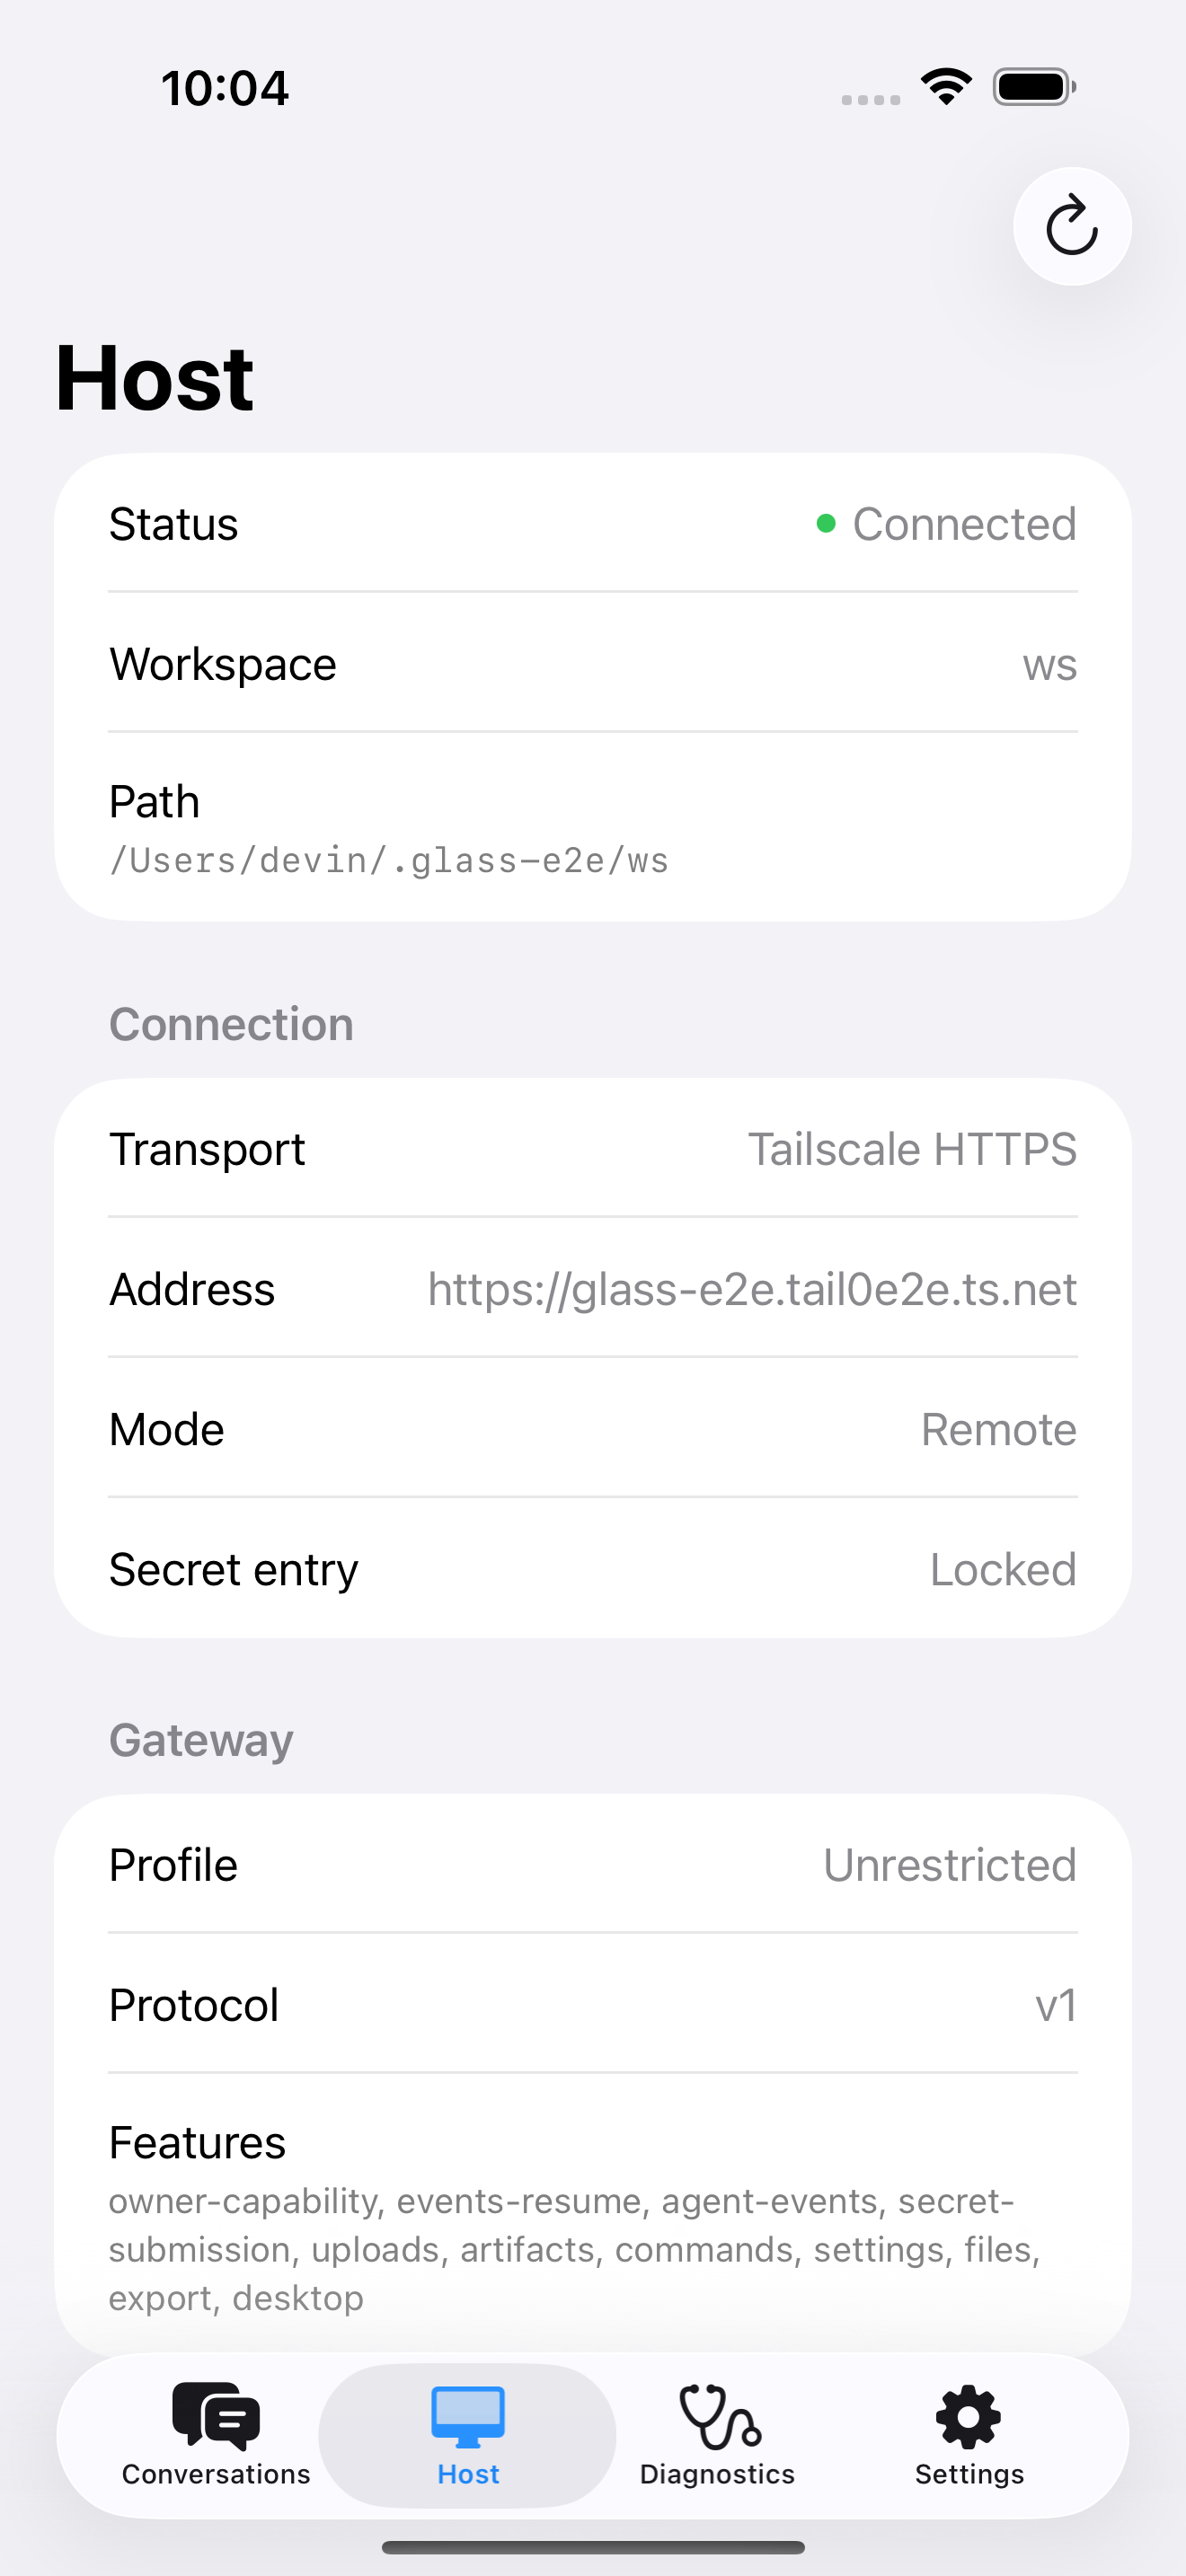 10:04
Host
Status Connected
Workspace ws
Path
/Users/devin/.glass-e2e/ws
Connection
Transport Tailscale HTTPS
Address https://glass-e2e.tail0e2e.ts.net
Mode Remote
Secret entry Locked
Gateway
Profile Unrestricted
Protocol v1
Features
owner-capability, events-resume, agent-events, secret-
submission, uploads, artifacts, commands, settings, files,
export, desktop
Conversations Host Diagnostics Settings